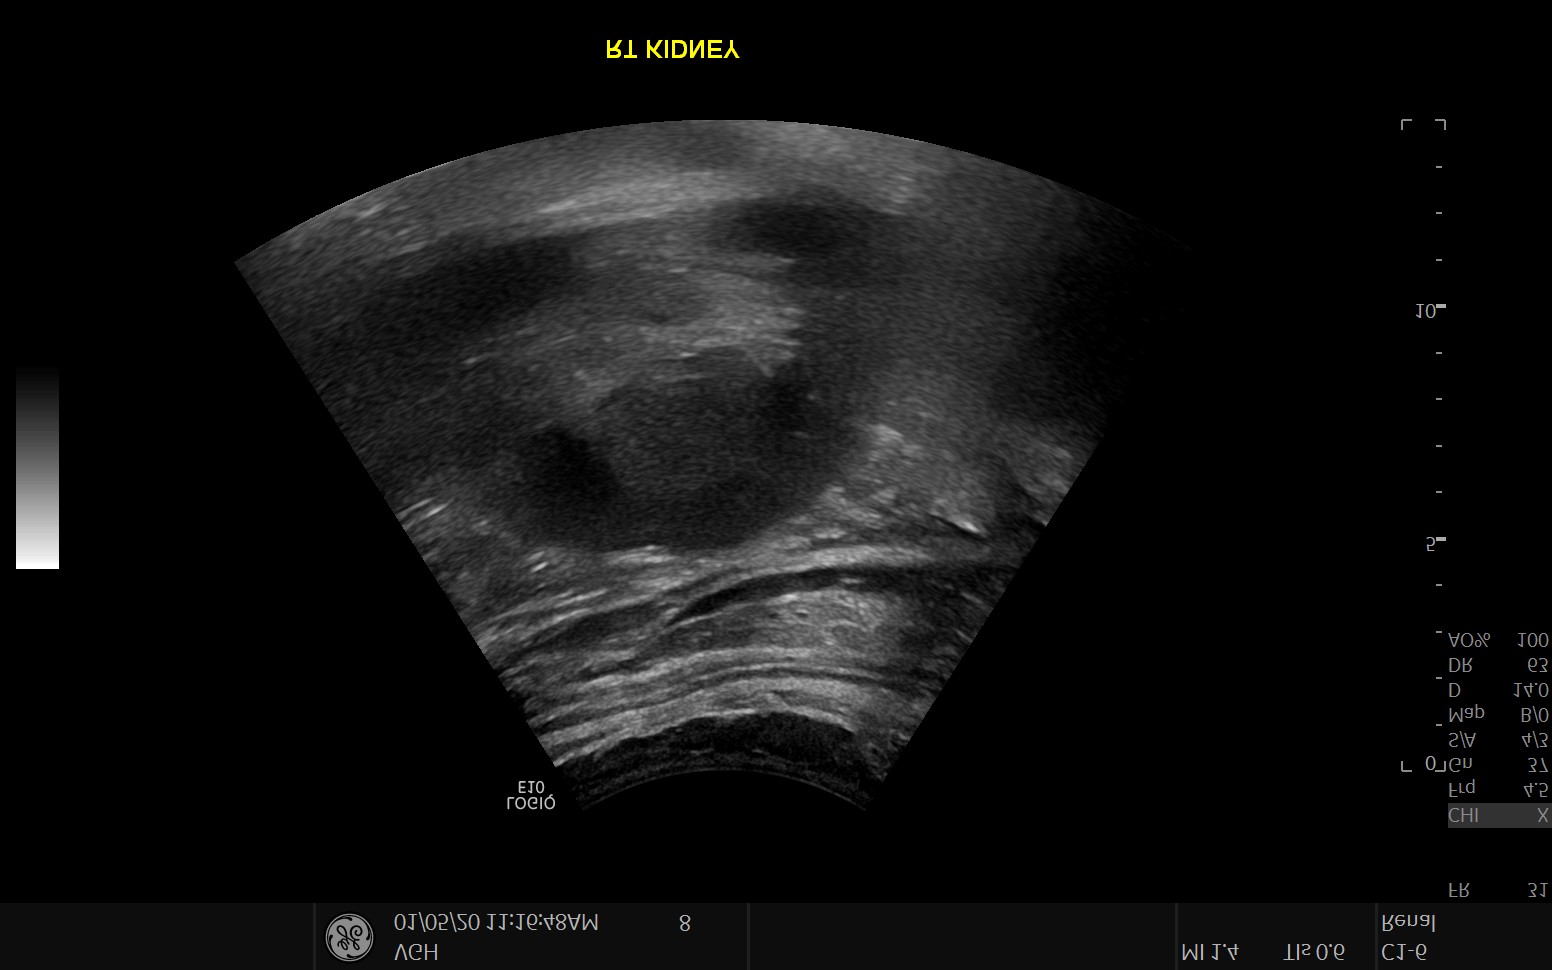 RT KIDNEY
10
5
0
AO% 100
DR 63
D 14.0
Map B/0
S/A 4/3
Gn 37
Frq 4.5
CHI X
FR 31
LOGIQ
E10
VGH
01/05/20 11:16:48AM 8
MI 1.4 TIs 0.6
C1-6
Renal